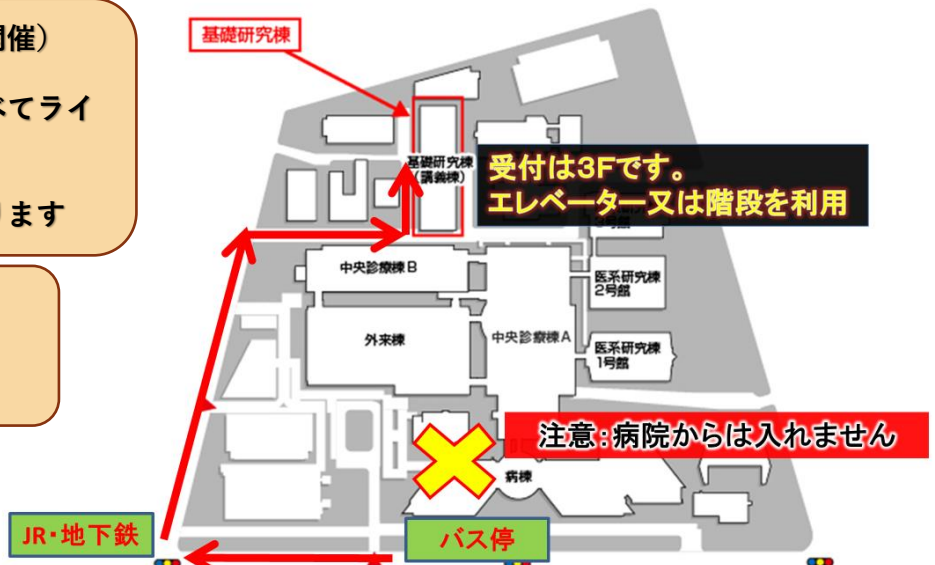 開催）
べてライ
ります
基礎研究棟
基礎研究棟
（講義棟）
受付は3Fです。
エレベーター又は階段を利用
3号館
中央診療棟B
医系研究棟
2号館
外来棟
中央診療棟A
医系研究棟
1号館
注意：病院からは入れません
病棟
JR・地下鉄
バス停